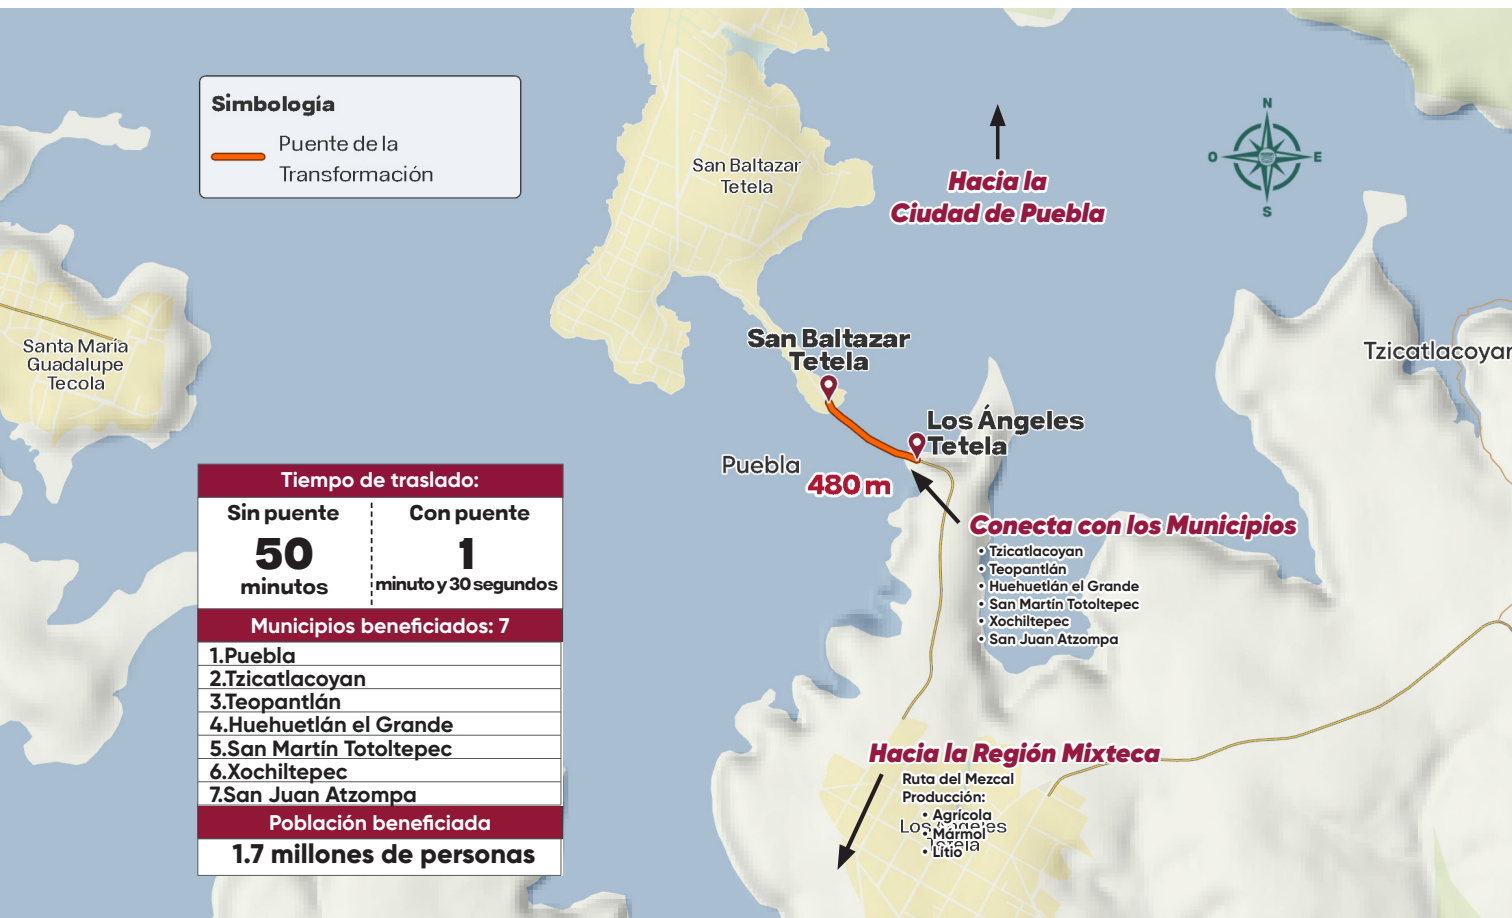 Simbología
Puente de la
Transformación
San Baltazar
Tetela
Hacia la
Ciudad de Puebla
N
O
E
S
Santa María
Guadalupe
Tecola
San Baltazar
Tetela
Tzicatlacoyan
Los Ángeles
Tetela
Puebla
480 m
Conecta con los Municipios
• Tzicatlacoyan
• Teopantlán
• Huehuetlán el Grande
• San Martín Totoltepec
• Xochiltepec
• San Juan Atzompa
Tiempo de traslado:
Sin puente
50
minutos
Con puente
1
minuto y 30 segundos
Municipios beneficiados: 7
1.Puebla
2.Tzicatlacoyan
3.Teopantlán
4.Huehuetlán el Grande
5.San Martín Totoltepec
6.Xochiltepec
7.San Juan Atzompa
Población beneficiada
1.7 millones de personas
Hacia la Región Mixteca
Ruta del Mezcal
Producción:
• Agrícola
• Mármol
• Litio
Los Ángeles
Tetela